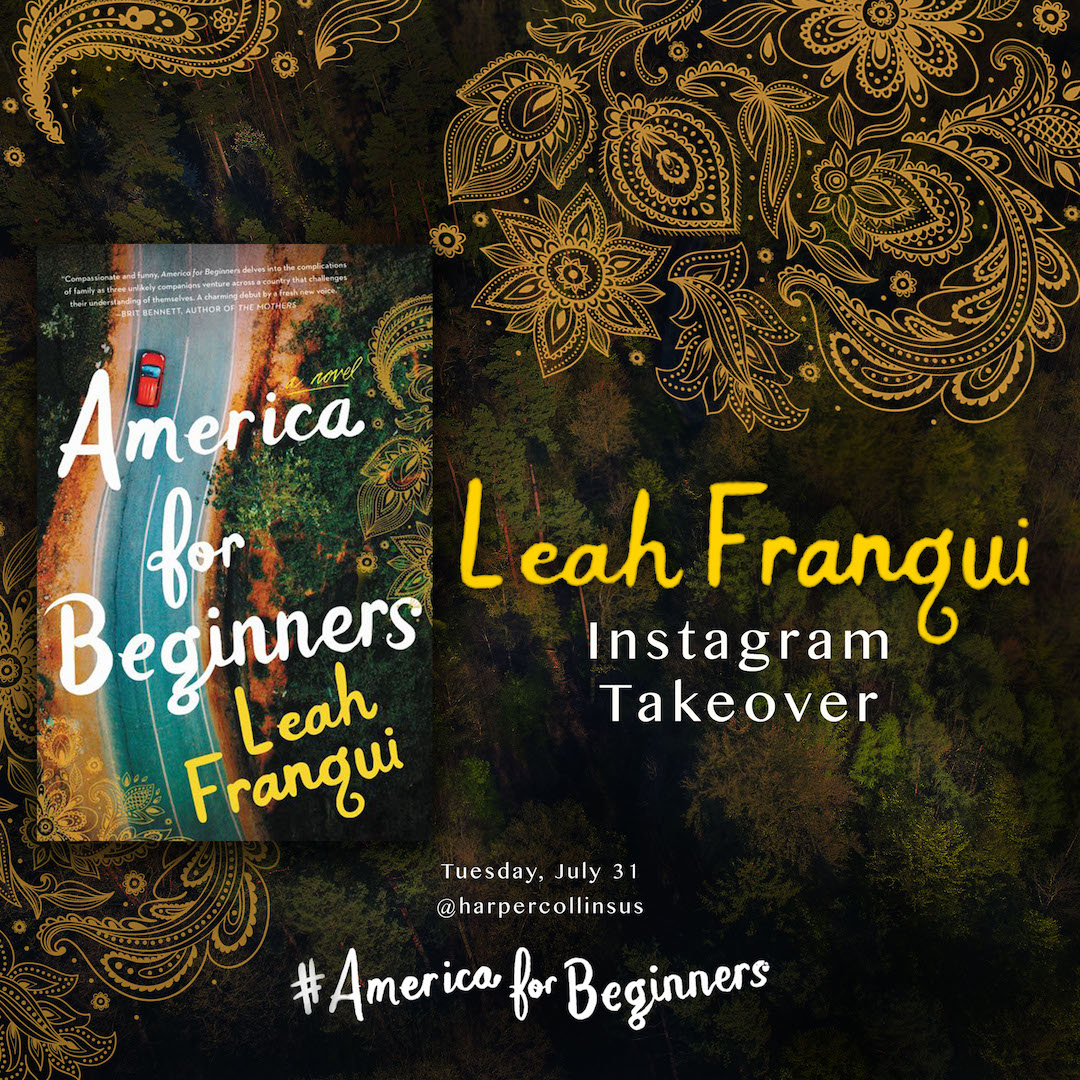 “Compassionate and funny, America for Beginners delves into the complications
of family as three unlikely companions venture across a country that challenges
their understanding of themselves. A charming debut by a fresh new voice.”
—BRIT BENNETT, AUTHOR OF THE MOTHERS
a novel
America
for
Beginners
Leah
Franqui
Leah Franqui
Instagram
Takeover
Tuesday, July 31
@harpercollinsus
#America for Beginners